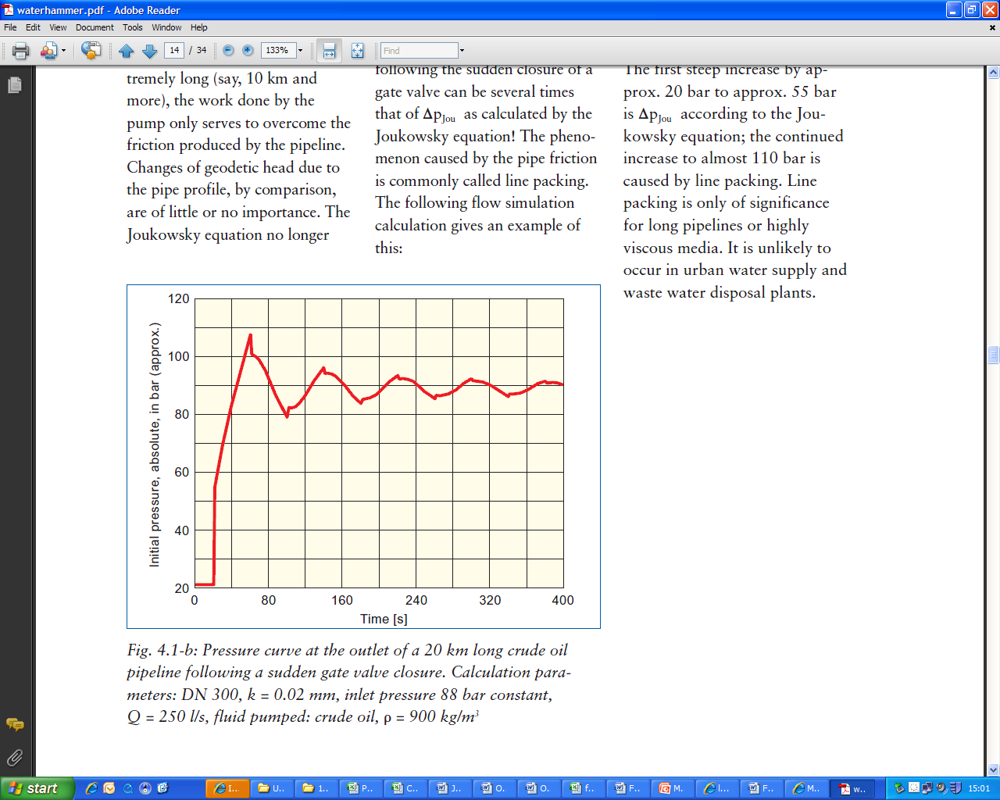 waterhammer.pdf - Adobe Reader
File Edit View Document Tools Window Help
14 / 34 133% Find
tremely long (say, 10 km and
more), the work done by the
pump only serves to overcome the
friction produced by the pipeline.
Changes of geodetic head due to
the pipe profile, by comparison,
are of little or no importance. The
Joukowsky equation no longer
following the sudden closure of a
gate valve can be several times
that of Δp_Jou as calculated by the
Joukowsky equation! The pheno-
menon caused by the pipe friction
is commonly called line packing.
The following flow simulation
calculation gives an example of
this:
The first steep increase by ap-
prox. 20 bar to approx. 55 bar
is Δp_Jou according to the Jou-
kowsky equation; the continued
increase to almost 110 bar is
caused by line packing. Line
packing is only of significance
for long pipelines or highly
viscous media. It is unlikely to
occur in urban water supply and
waste water disposal plants.
Initial pressure, absolute, in bar (approx.)
120
100
80
60
40
20
0 80 160 240 320 400
Time [s]
Fig. 4.1-b: Pressure curve at the outlet of a 20 km long crude oil
pipeline following a sudden gate valve closure. Calculation para-
meters: DN 300, k = 0.02 mm, inlet pressure 88 bar constant,
Q = 250 l/s, fluid pumped: crude oil, ρ = 900 kg/m³
start I... U.. 1.. P.. C.. J.. O. O. f.. F.. M. I... F.. M.. w.. 15:01